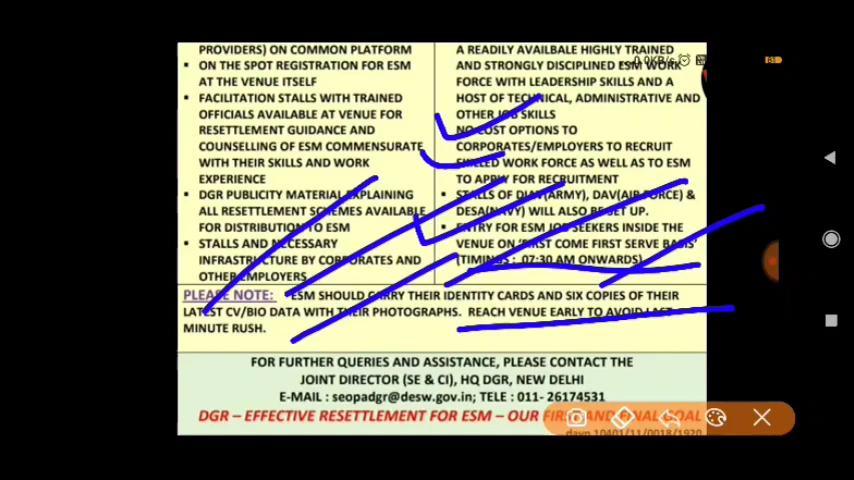 PROVIDERS) ON COMMON PLATFORM
▪ ON THE SPOT REGISTRATION FOR ESM
AT THE VENUE ITSELF
▪ FACILITATION STALLS WITH TRAINED
OFFICIALS AVAILABLE AT VENUE FOR
RESETTLEMENT GUIDANCE AND
COUNSELLING OF ESM COMMENSURATE
WITH THEIR SKILLS AND WORK
EXPERIENCE
▪ DGR PUBLICITY MATERIAL EXPLAINING
ALL RESETTLEMENT SCHEMES AVAILABLE
FOR DISTRIBUTION TO ESM
▪ STALLS AND NECESSARY
INFRASTRUCTURE BY CORPORATES AND
OTHER EMPLOYERS
A READILY AVAILBALE HIGHLY TRAINED
AND STRONGLY DISCIPLINED ESM WORK
FORCE WITH LEADERSHIP SKILLS AND A
HOST OF TECHNICAL, ADMINISTRATIVE AND
OTHER JOB SKILLS
NO COST OPTIONS TO
CORPORATES/EMPLOYERS TO RECRUIT
SKILLED WORK FORCE AS WELL AS TO ESM
TO APPLY FOR RECRUITMENT
▪ STALLS OF DIAV(ARMY), DAV(AIR FORCE) &
DESA(NAVY) WILL ALSO BE SET UP.
▪ ENTRY FOR ESM JOB SEEKERS INSIDE THE
VENUE ON 'FIRST COME FIRST SERVE BASIS'
(TIMINGS : 07:30 AM ONWARDS)
PLEASE NOTE: ESM SHOULD CARRY THEIR IDENTITY CARDS AND SIX COPIES OF THEIR
LATEST CV/BIO DATA WITH THEIR PHOTOGRAPHS. REACH VENUE EARLY TO AVOID LAST
MINUTE RUSH.
FOR FURTHER QUERIES AND ASSISTANCE, PLEASE CONTACT THE
JOINT DIRECTOR (SE & CI), HQ DGR, NEW DELHI
E-MAIL : seopadgr@desw.gov.in; TELE : 011- 26174531
DGR – EFFECTIVE RESETTLEMENT FOR ESM – OUR FIRST AND FINAL GOAL
davp 10401/11/0018/1920